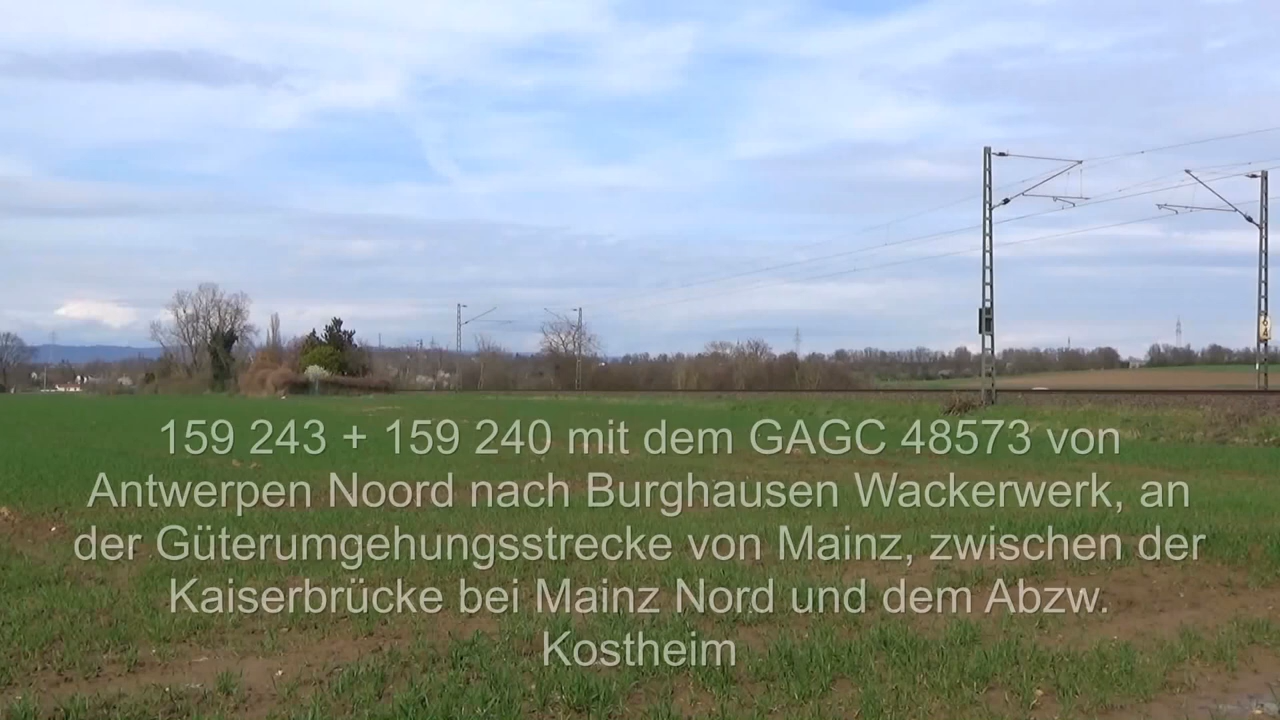 159 243 + 159 240 mit dem GAGC 48573 von
Antwerpen Noord nach Burghausen Wackerwerk, an
der Güterumgehungsstrecke von Mainz, zwischen der
Kaiserbrücke bei Mainz Nord und dem Abzw.
Kostheim